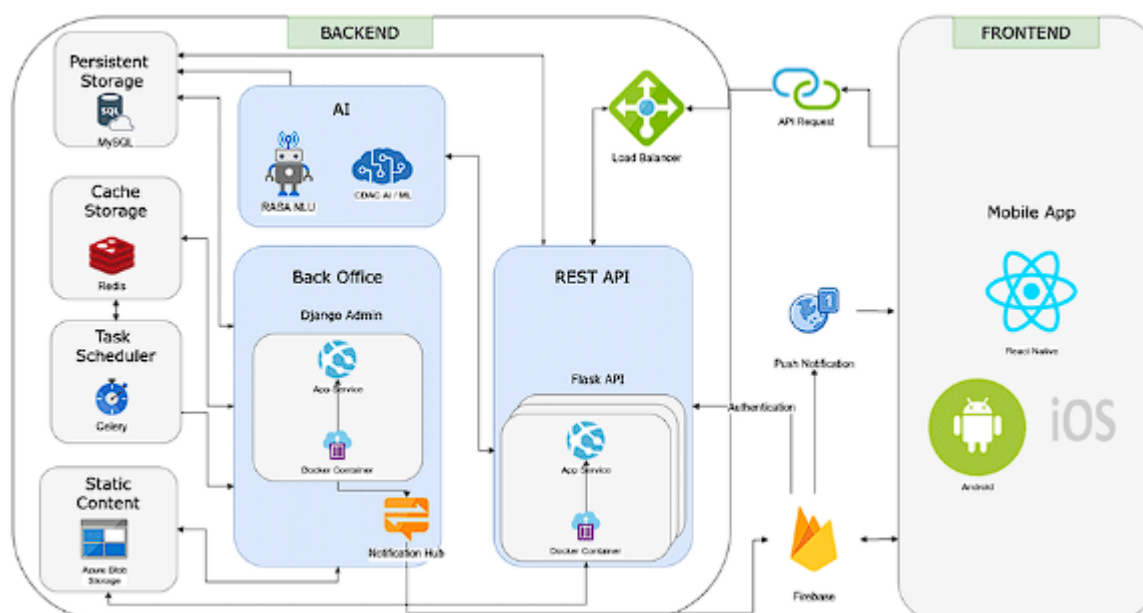 BACKEND
FRONTEND
Persistent
Storage
SQL
MySQL
AI
RASA NLU
CDAC AI / ML
Load Balancer
API Request
Cache
Storage
Redis
Back Office
Django Admin
App Service
Docker Container
Notification Hub
REST API
Flask API
App Service
Docker Container
Task
Scheduler
Celery
Static
Content
Azure Blob
Storage
1
Push Notification
Authentication
Firebase
Mobile App
React Native
iOS
Android